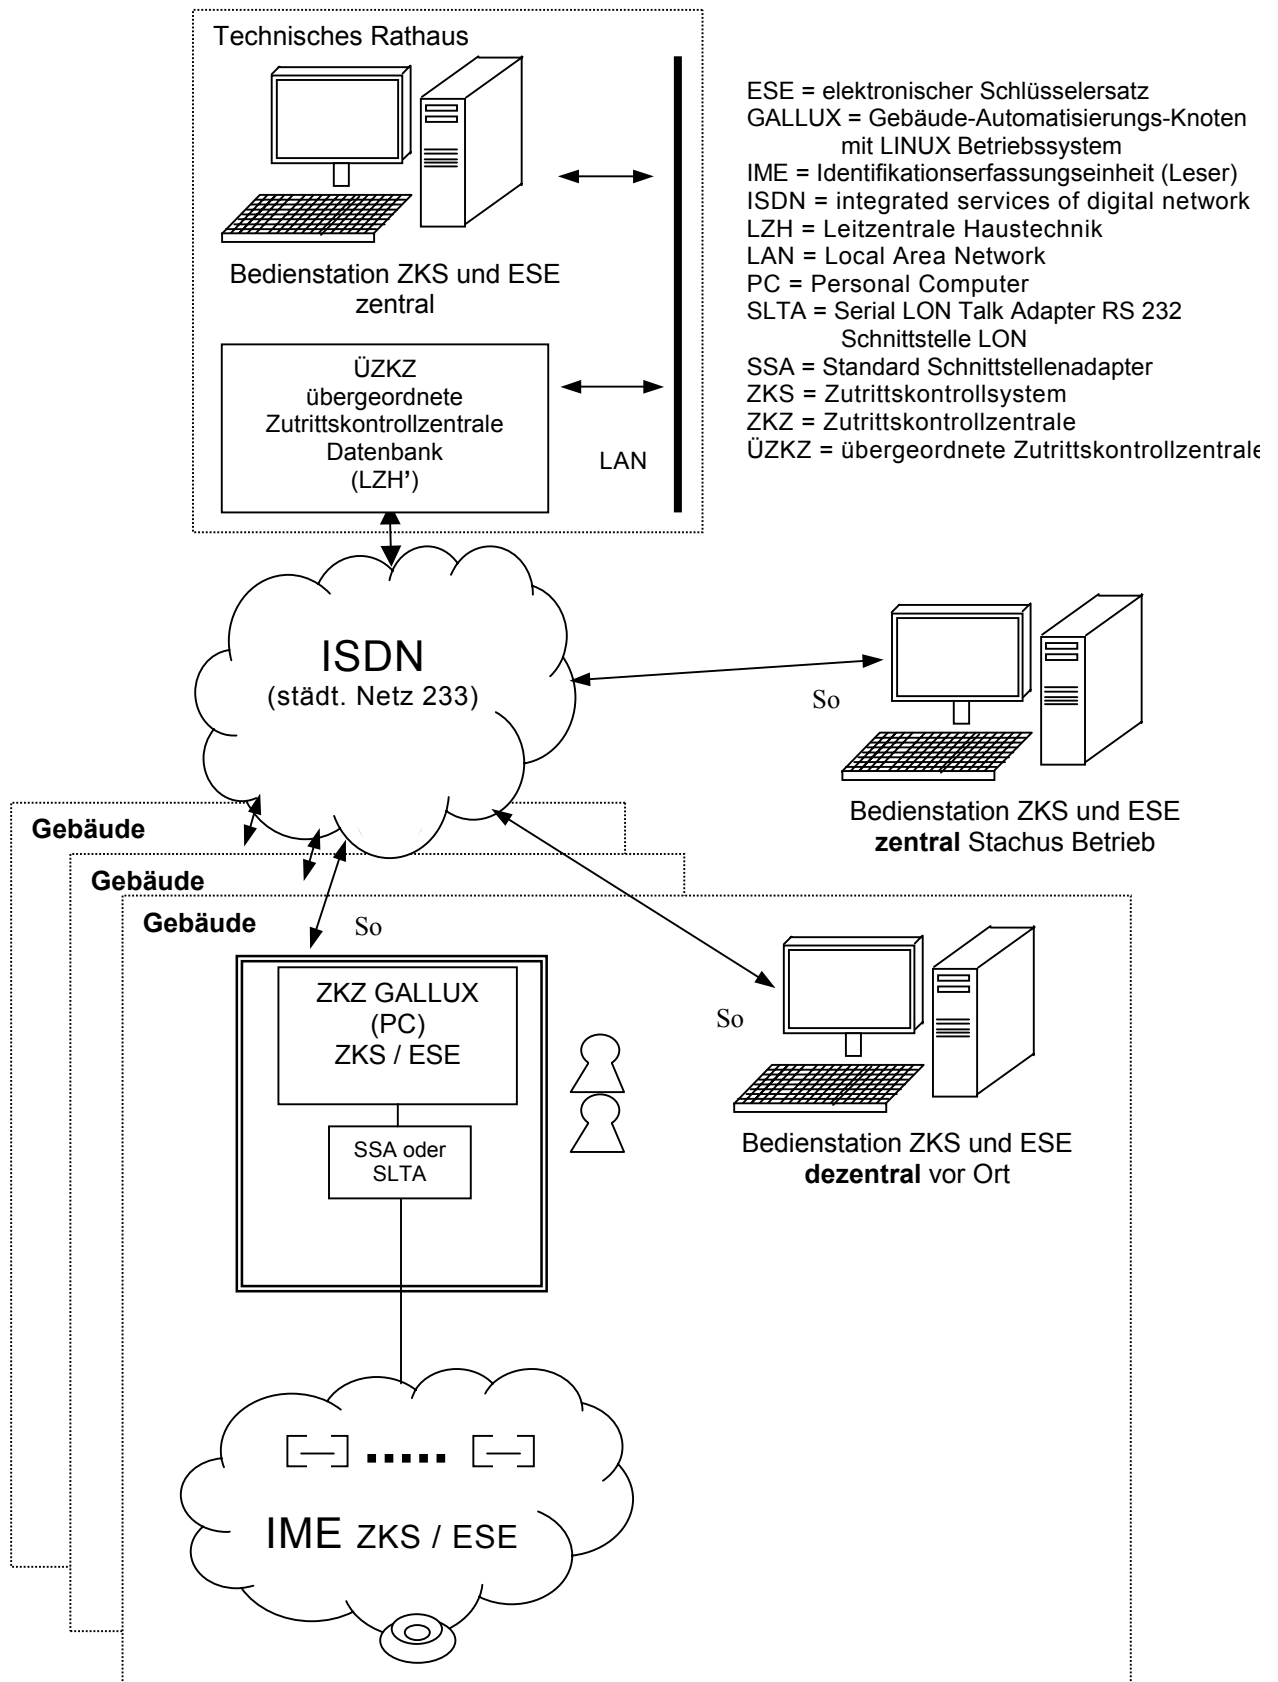 Technisches Rathaus
Bedienstation ZKS und ESE
zentral
ÜZKZ
übergeordnete
Zutrittskontrollzentrale
Datenbank
(LZH')
LAN
ESE = elektronischer Schlüsselersatz
GALLUX = Gebäude-Automatisierungs-Knoten
mit LINUX Betriebssystem
IME = Identifikationserfassungseinheit (Leser)
ISDN = integrated services of digital network
LZH = Leitzentrale Haustechnik
LAN = Local Area Network
PC = Personal Computer
SLTA = Serial LON Talk Adapter RS 232
Schnittstelle LON
SSA = Standard Schnittstellenadapter
ZKS = Zutrittskontrollsystem
ZKZ = Zutrittskontrollzentrale
ÜZKZ = übergeordnete Zutrittskontrollzentrale
ISDN
(städt. Netz 233)
So
Bedienstation ZKS und ESE
zentral Stachus Betrieb
Gebäude
Gebäude
Gebäude
So
ZKZ GALLUX
(PC)
ZKS / ESE
SSA oder
SLTA
So
Bedienstation ZKS und ESE
dezentral vor Ort
IME ZKS / ESE